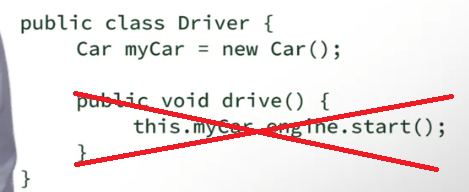 public class Driver {
Car myCar = new Car();
public void drive() {
this.myCar.engine.start();
}
}